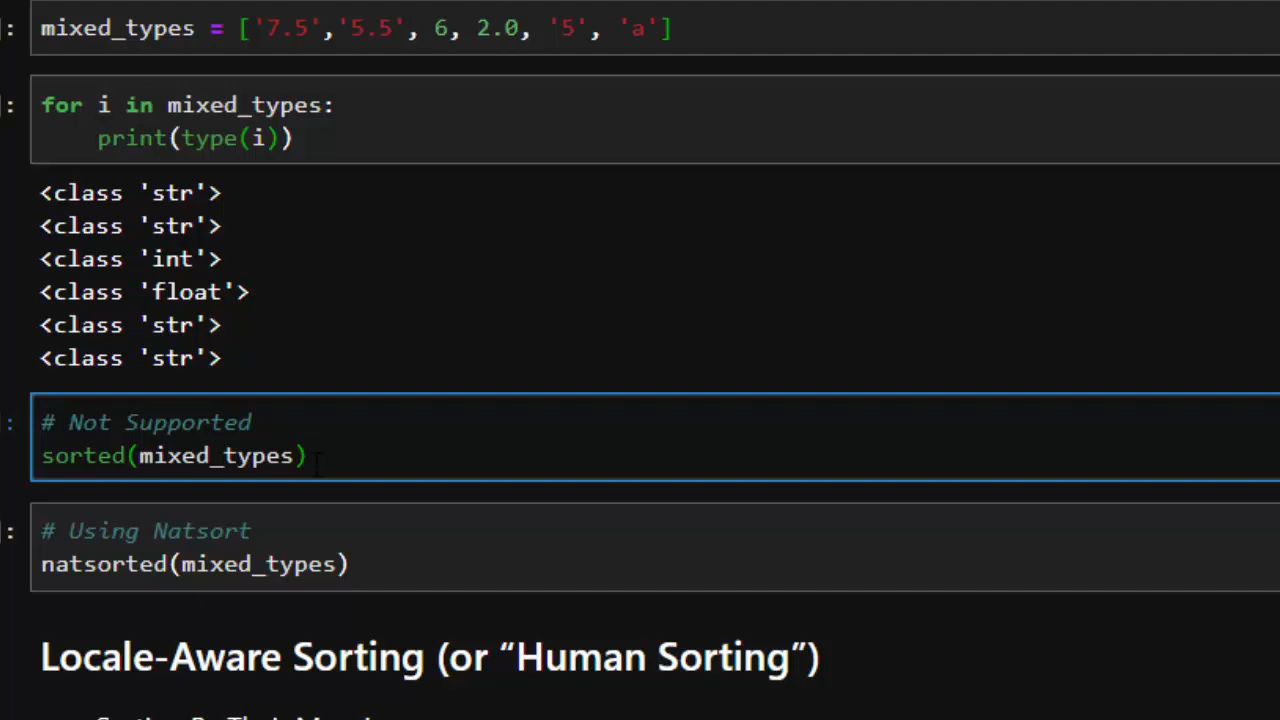 ]: mixed_types = ['7.5','5.5', 6, 2.0, '5', 'a']
]: for i in mixed_types:
print(type(i))
<class 'str'>
<class 'str'>
<class 'int'>
<class 'float'>
<class 'str'>
<class 'str'>
: # Not Supported
sorted(mixed_types)
]: # Using Natsort
natsorted(mixed_types)
Locale-Aware Sorting (or “Human Sorting”)